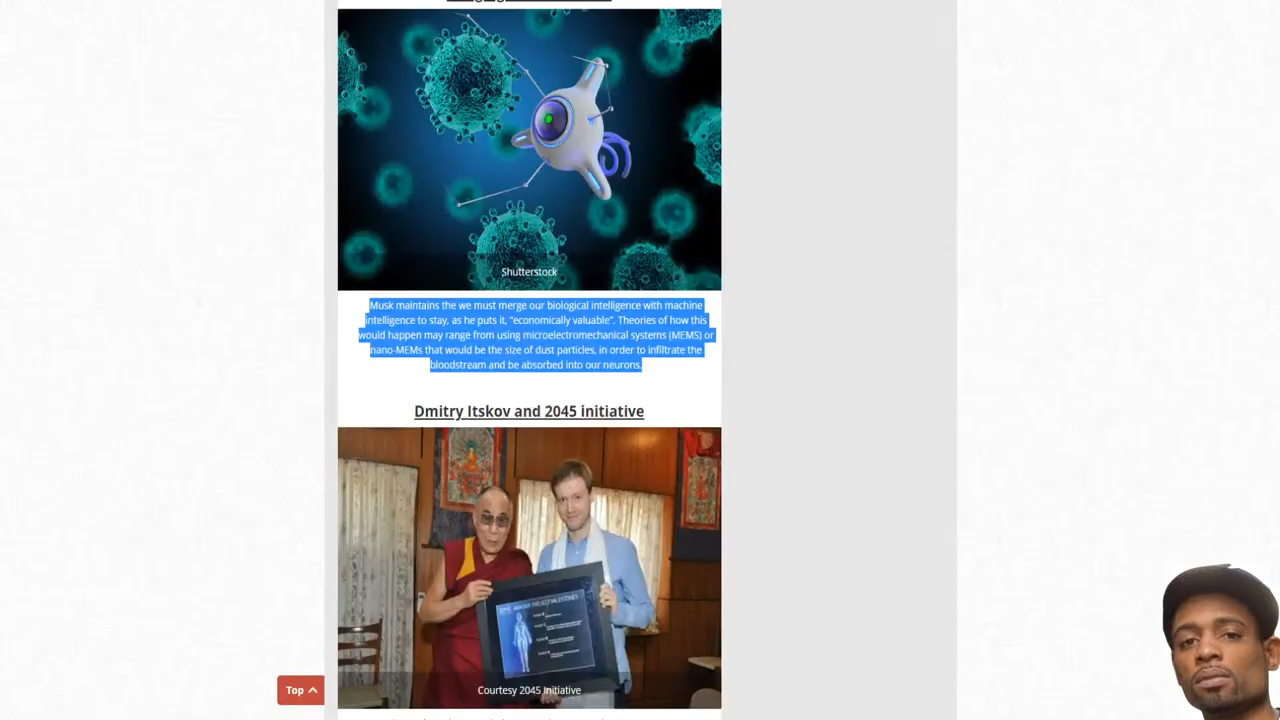 Shutterstock
Musk maintains the we must merge our biological intelligence with machine
intelligence to stay, as he puts it, "economically valuable". Theories of how this
would happen may range from using microelectromechanical systems (MEMS) or
nano-MEMs that would be the size of dust particles, in order to infiltrate the
bloodstream and be absorbed into our neurons.
Dmitry Itskov and 2045 initiative
PROJECT MILESTONES
Courtesy 2045 Initiative
Top